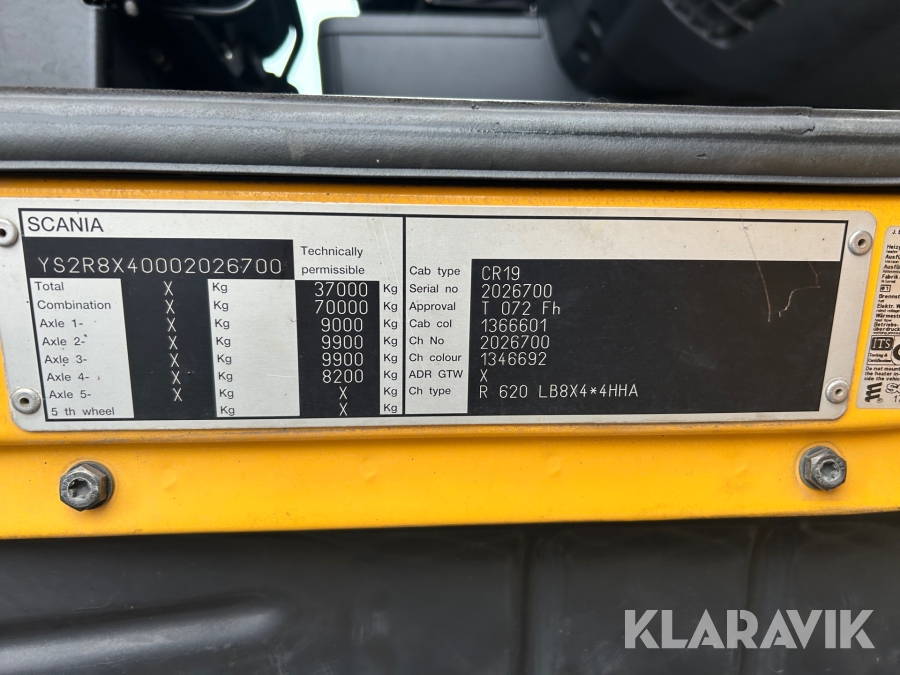 KLARAVIK
SCANIA
YS2R8X40002026700
Technically
permissible
Total X Kg 37000 Kg
Combination X Kg 70000 Kg
Axle 1- X Kg 9000 Kg
Axle 2- X Kg 9900 Kg
Axle 3- X Kg 9900 Kg
Axle 4- X Kg 8200 Kg
Axle 5- X Kg X Kg
5 th wheel Kg X Kg
Cab type CR19
Serial no 2026700
Approval T 072 Fh
Cab col 1366601
Ch No 2026700
Ch colour 1346692
ADR GTW X
Ch type R 620 LB8X4*4HHA
ITS
KLARAVIK